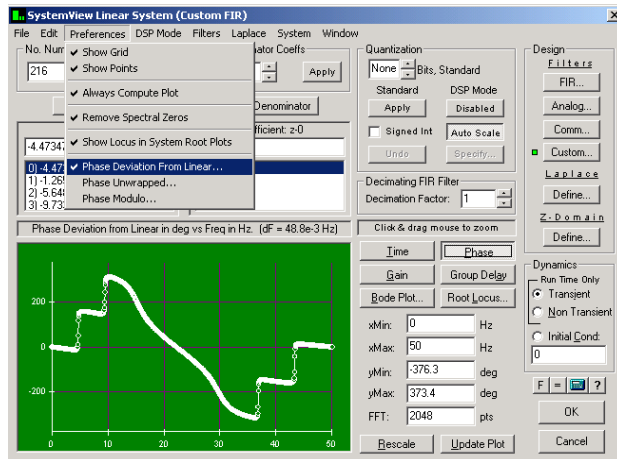 SystemView Linear System (Custom FIR)
File Edit Preferences DSP Mode Filters Laplace System Window
Show Grid
Show Points
Always Compute Plot
Remove Spectral Zeros
Show Locus in System Root Plots
Phase Deviation From Linear...
Phase Unwrapped...
Phase Modulo...
No. Num
216
ator Coeffs
Apply
Denominator
fficient: z-0
-4.4734
0) -4.47
1) -1.26
2) -5.64
3) -9.73
Quantization
None Bits, Standard
Standard DSP Mode
Apply Disabled
Signed Int Auto Scale
Undo Specify...
Decimating FIR Filter
Decimation Factor: 1
Design
Filters
FIR...
Analog...
Comm...
Custom...
Laplace
Define...
Z-Domain
Define...
Phase Deviation from Linear in deg vs Freq in Hz. (dF = 48.8e-3 Hz)
200
0
-200
0 10 20 30 40 50
Click & drag mouse to zoom
Time Phase
Gain Group Delay
Bode Plot... Root Locus...
xMin: 0 Hz
xMax: 50 Hz
yMin: -376.3 deg
yMax: 373.4 deg
FFT: 2048 pts
Rescale Update Plot
Dynamics
Run Time Only
Transient
Non Transient
Initial Cond:
0
F = ?
OK
Cancel